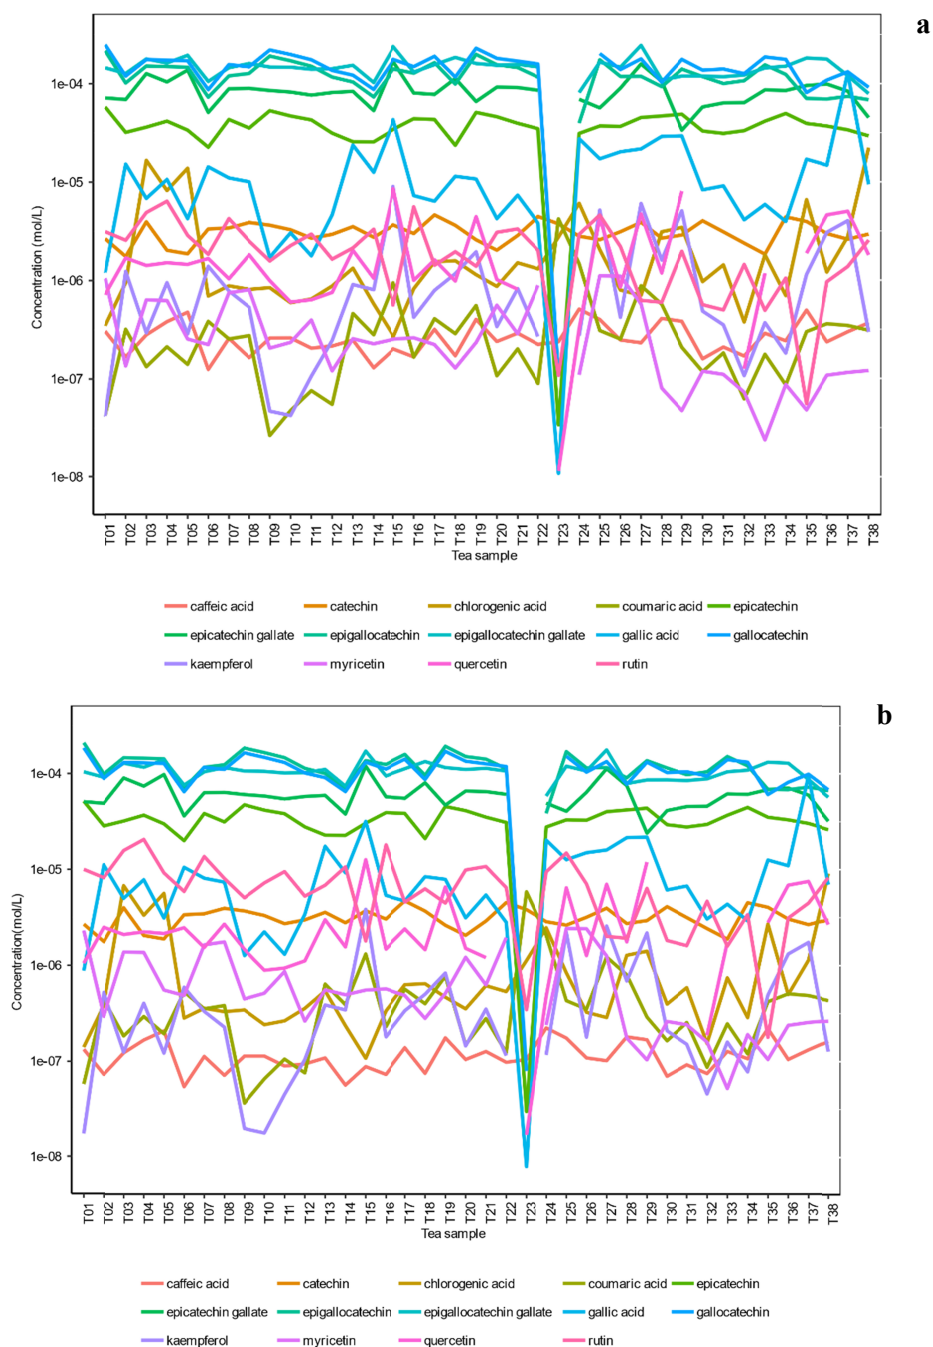 a
Concentration (mol/L)
1e-04
1e-05
1e-06
1e-07
1e-08
T01 T02 T03 T04 T05 T06 T07 T08 T09 T10 T11 T12 T13 T14 T15 T16 T17 T18 T19 T20 T21 T22 T23 T24 T25 T26 T27 T28 T29 T30 T31 T32 T33 T34 T35 T36 T37 T38
Tea sample
caffeic acid catechin chlorogenic acid coumaric acid epicatechin
epicatechin gallate epigallocatechin epigallocatechin gallate gallic acid gallocatechin
kaempferol myricetin quercetin rutin
b
Concentration(mol/L)
1e-04
1e-05
1e-06
1e-07
1e-08
T01 T02 T03 T04 T05 T06 T07 T08 T09 T10 T11 T12 T13 T14 T15 T16 T17 T18 T19 T20 T21 T22 T23 T24 T25 T26 T27 T28 T29 T30 T31 T32 T33 T34 T35 T36 T37 T38
Tea sample
caffeic acid catechin chlorogenic acid coumaric acid epicatechin
epicatechin gallate epigallocatechin epigallocatechin gallate gallic acid gallocatechin
kaempferol myricetin quercetin rutin